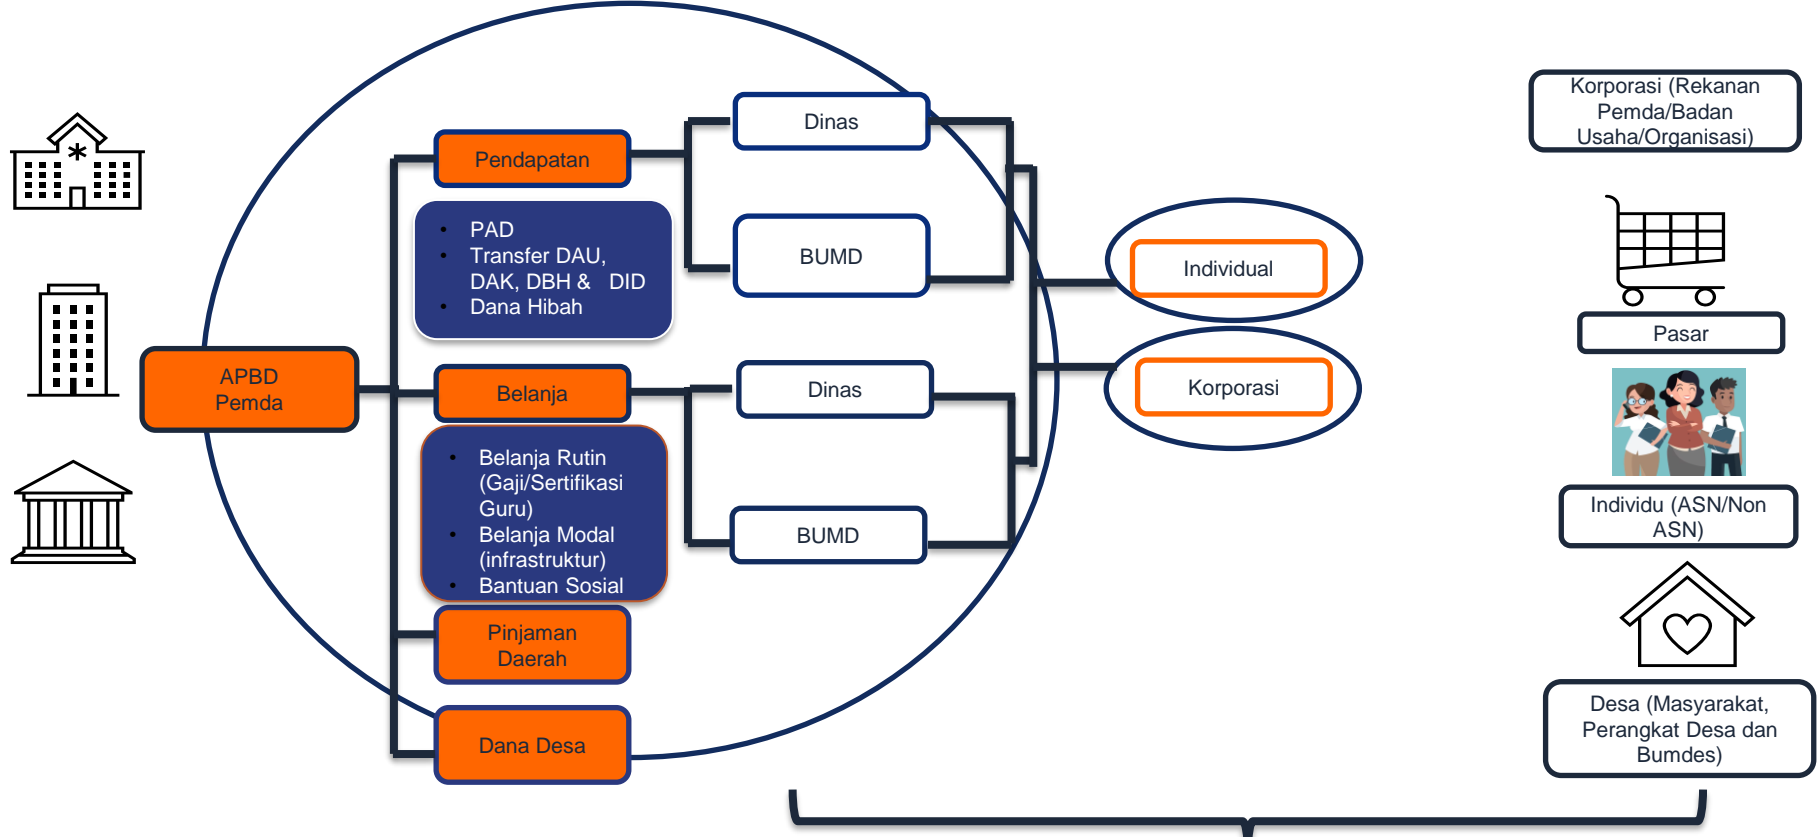 APBD
Pemda
Pendapatan
• PAD
• Transfer DAU,
DAK, DBH & DID
• Dana Hibah
Belanja
• Belanja Rutin
(Gaji/Sertifikasi
Guru)
• Belanja Modal
(infrastruktur)
• Bantuan Sosial
Pinjaman
Daerah
Dana Desa
Dinas
BUMD
Dinas
BUMD
Individual
Korporasi
Korporasi (Rekanan
Pemda/Badan
Usaha/Organisasi)
Pasar
Individu (ASN/Non
ASN)
Desa (Masyarakat,
Perangkat Desa dan
Bumdes)